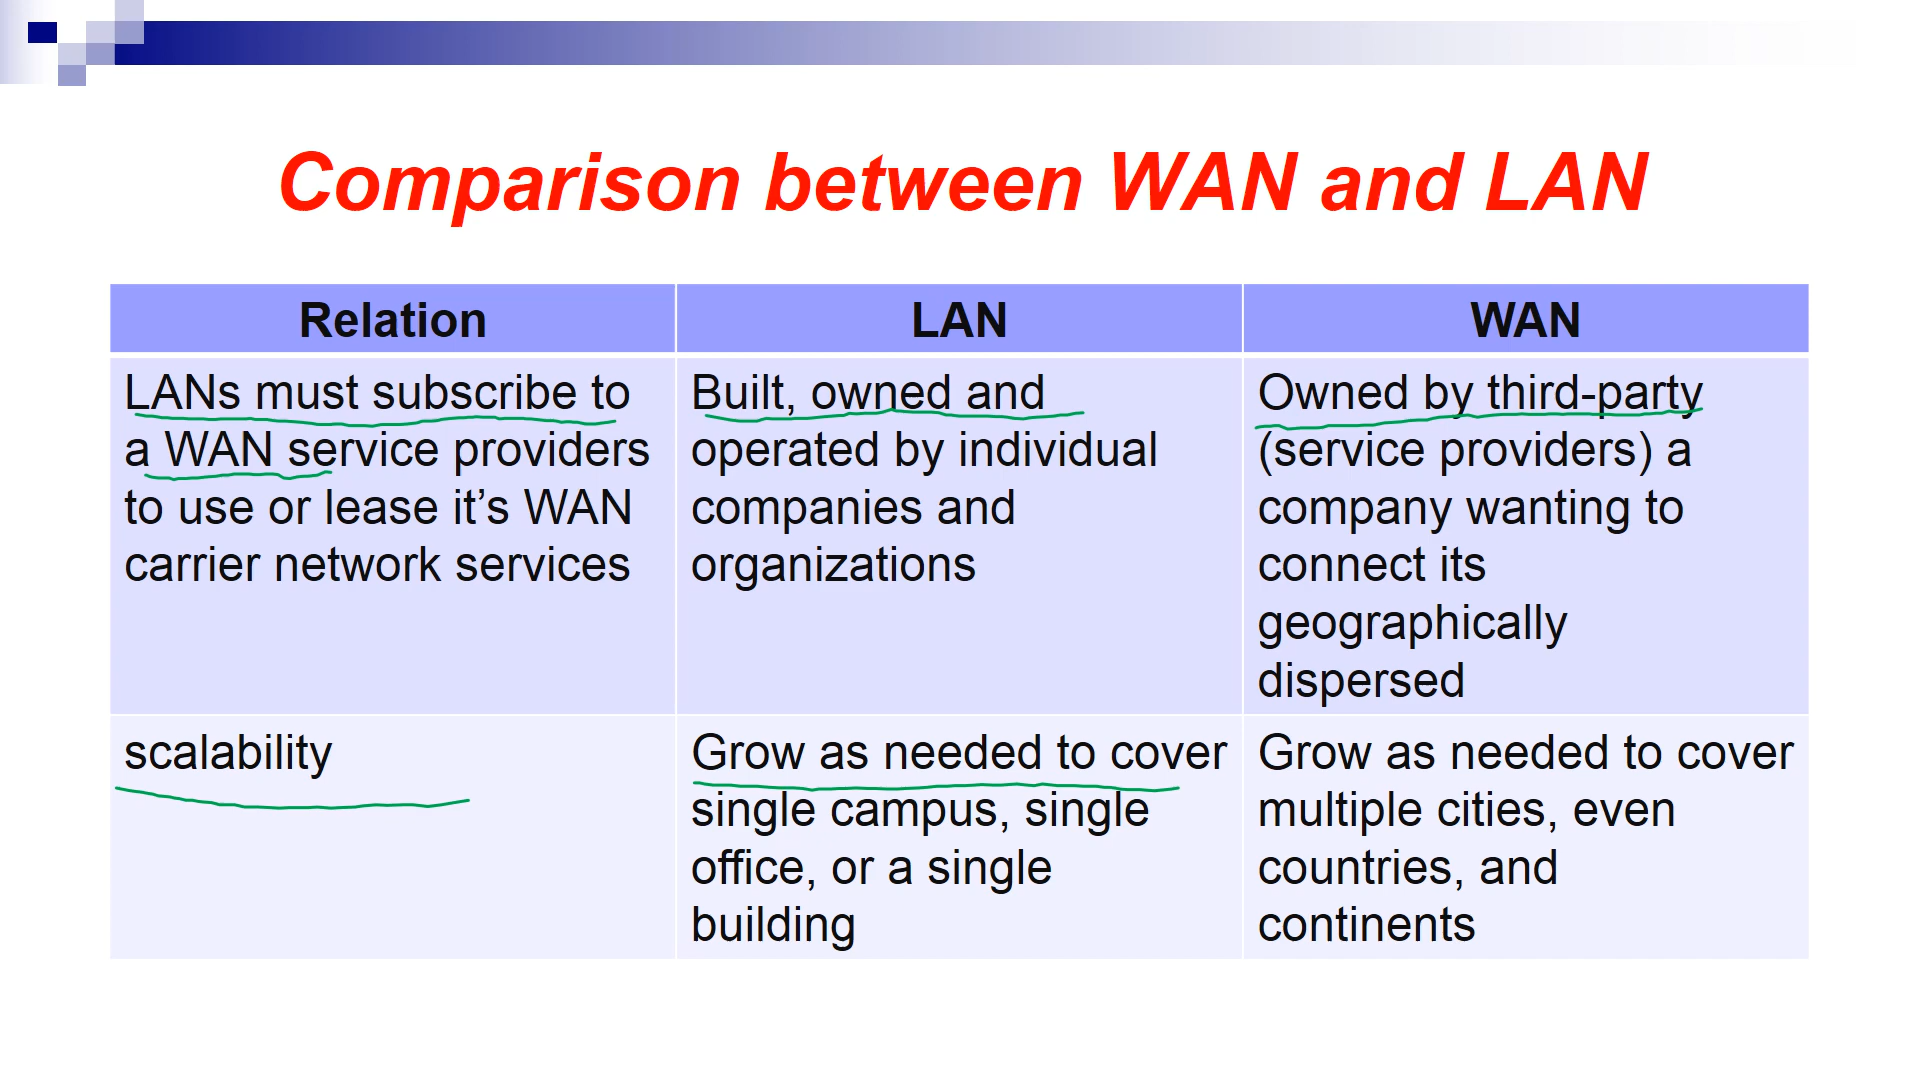 Comparison between WAN and LAN
Relation
LAN
WAN
LANs must subscribe to
a WAN service providers
to use or lease it’s WAN
carrier network services
Built, owned and
operated by individual
companies and
organizations
Owned by third-party
(service providers) a
company wanting to
connect its
geographically
dispersed
scalability
Grow as needed to cover
single campus, single
office, or a single
building
Grow as needed to cover
multiple cities, even
countries, and
continents